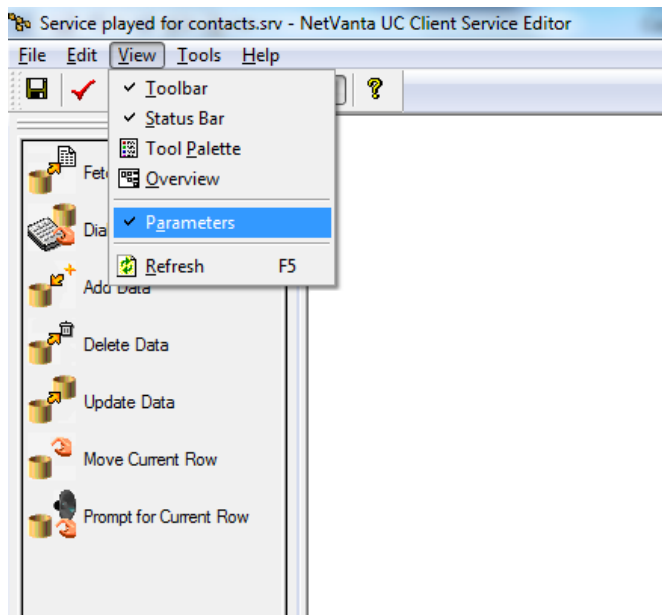 Service played for contacts.srv - NetVanta UC Client Service Editor
File Edit View Tools Help
Toolbar
Status Bar
Tool Palette
Overview
Parameters
Refresh F5
Add Data
Delete Data
Update Data
Move Current Row
Prompt for Current Row